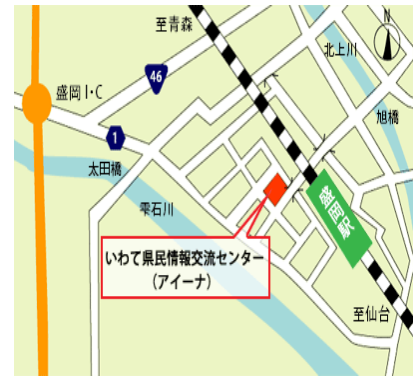 至青森
N
北上川
46
盛岡I・C
旭橋
1
太田橋
雫石川
盛岡駅
いわて県民情報交流センター
(アイーナ)
至仙台